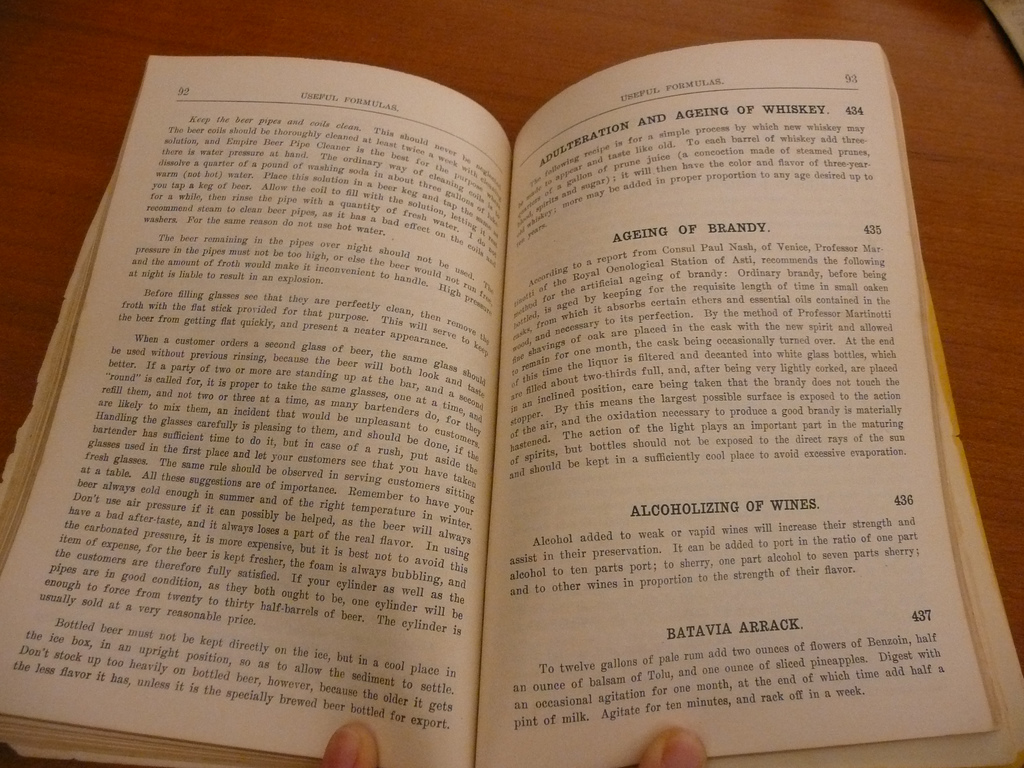 92
USEFUL FORMULAS.
Keep the beer pipes and coils clean. This should never be
The beer coils should be thoroughly cleaned at least twice a week with
solution, and Empire Beer Pipe Cleaner is the best for the purpose
there is water pressure at hand. The ordinary way of cleaning coils
dissolve a quarter of a pound of washing soda in about three gallons of
warm (not hot) water. Place this solution in a beer keg and tap the same as
you tap a keg of beer. Allow the coil to fill with the solution, letting it
for a while, then rinse the pipe with a quantity of fresh water. I do not
recommend steam to clean beer pipes, as it has a bad effect on the coils and
washers. For the same reason do not use hot water.
The beer remaining in the pipes over night should not be used. The
pressure in the pipes must not be too high, or else the beer would not run free,
and the amount of froth would make it inconvenient to handle. High pressure
at night is liable to result in an explosion.
Before filling glasses see that they are perfectly clean, then remove the
froth with the flat stick provided for that purpose. This will serve to keep
the beer from getting flat quickly, and present a neater appearance.
When a customer orders a second glass of beer, the same glass should
be used without previous rinsing, because the beer will both look and taste
better. If a party of two or more are standing up at the bar, and a second
"round" is called for, it is proper to take the same glasses, one at a time, and
refill them, and not two or three at a time, as many bartenders do, for they
are likely to mix them, an incident that would be unpleasant to customers.
Handling the glasses carefully is pleasing to them, and should be done, if the
bartender has sufficient time to do it, but in case of a rush, put aside the
glasses used in the first place and let your customers see that you have taken
fresh glasses. The same rule should be observed in serving customers sitting
at a table. All these suggestions are of importance. Remember to have your
beer always cold enough in summer and of the right temperature in winter.
Don't use air pressure if it can possibly be helped, as the beer will always
have a bad after-taste, and it always loses a part of the real flavor. In using
the carbonated pressure, it is more expensive, but it is best not to avoid this
item of expense, for the beer is kept fresher, the foam is always bubbling, and
the customers are therefore fully satisfied. If your cylinder as well as the
pipes are in good condition, as they both ought to be, one cylinder will be
enough to force from twenty to thirty half-barrels of beer. The cylinder is
usually sold at a very reasonable price.
Bottled beer must not be kept directly on the ice, but in a cool place in
the ice box, in an upright position, so as to allow the sediment to settle.
Don't stock up too heavily on bottled beer, however, because the older it gets
the less flavor it has, unless it is the specially brewed beer bottled for export.
USEFUL FORMULAS.
93
ADULTERATION AND AGEING OF WHISKEY. 434
The following recipe is for a simple process by which new whiskey may
made to appear and taste like old. To each barrel of whiskey add three-
of a gallon of prune juice (a concoction made of steamed prunes,
spirits and sugar); it will then have the color and flavor of three-year-
whiskey; more may be added in proper proportion to any age desired up to
years.
AGEING OF BRANDY. 435
According to a report from Consul Paul Nash, of Venice, Professor Mar-
tinotti of the Royal Oenological Station of Asti, recommends the following
method for the artificial ageing of brandy: Ordinary brandy, before being
bottled, is aged by keeping for the requisite length of time in small oaken
casks, from which it absorbs certain ethers and essential oils contained in the
wood, and necessary to its perfection. By the method of Professor Martinotti
fine shavings of oak are placed in the cask with the new spirit and allowed
to remain for one month, the cask being occasionally turned over. At the end
of this time the liquor is filtered and decanted into white glass bottles, which
are filled about two-thirds full, and, after being very lightly corked, are placed
in an inclined position, care being taken that the brandy does not touch the
stopper. By this means the largest possible surface is exposed to the action
of the air, and the oxidation necessary to produce a good brandy is materially
hastened. The action of the light plays an important part in the maturing
of spirits, but bottles should not be exposed to the direct rays of the sun
and should be kept in a sufficiently cool place to avoid excessive evaporation.
ALCOHOLIZING OF WINES. 436
Alcohol added to weak or vapid wines will increase their strength and
assist in their preservation. It can be added to port in the ratio of one part
alcohol to ten parts port; to sherry, one part alcohol to seven parts sherry;
and to other wines in proportion to the strength of their flavor.
BATAVIA ARRACK. 437
To twelve gallons of pale rum add two ounces of flowers of Benzoin, half
an ounce of balsam of Tolu, and one ounce of sliced pineapples. Digest with
an occasional agitation for one month, at the end of which time add half a
pint of milk. Agitate for ten minutes, and rack off in a week.